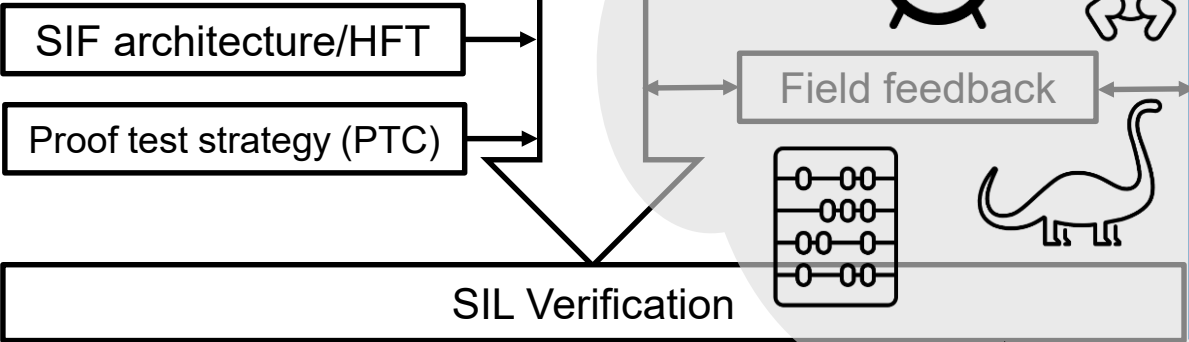 SIF architecture/HFT
Field feedback
Proof test strategy (PTC)
SIL Verification